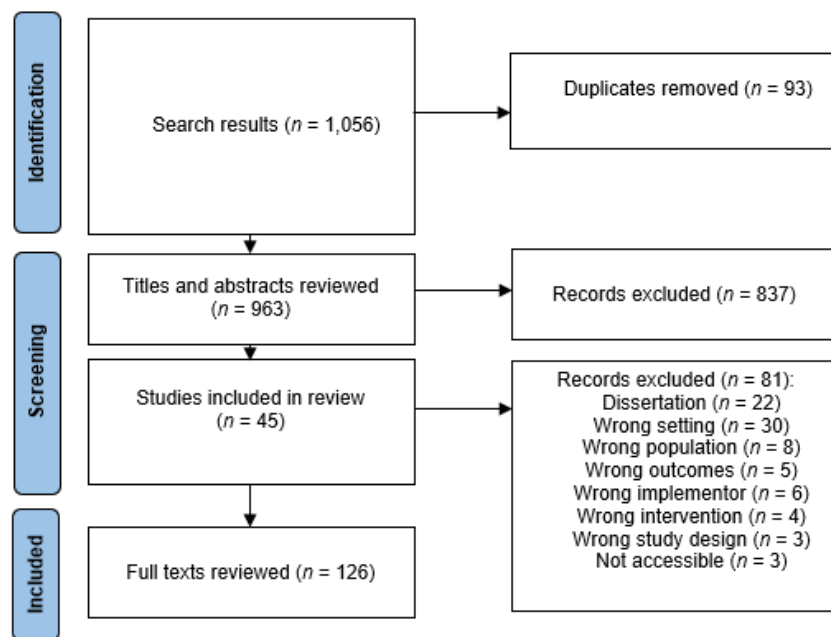 Identification
Search results (n = 1,056)
Duplicates removed (n = 93)
Screening
Titles and abstracts reviewed
(n = 963)
Records excluded (n = 837)
Studies included in review
(n = 45)
Records excluded (n = 81):
Dissertation (n = 22)
Wrong setting (n = 30)
Wrong population (n = 8)
Wrong outcomes (n = 5)
Wrong implementor (n = 6)
Wrong intervention (n = 4)
Wrong study design (n = 3)
Not accessible (n = 3)
Included
Full texts reviewed (n = 126)